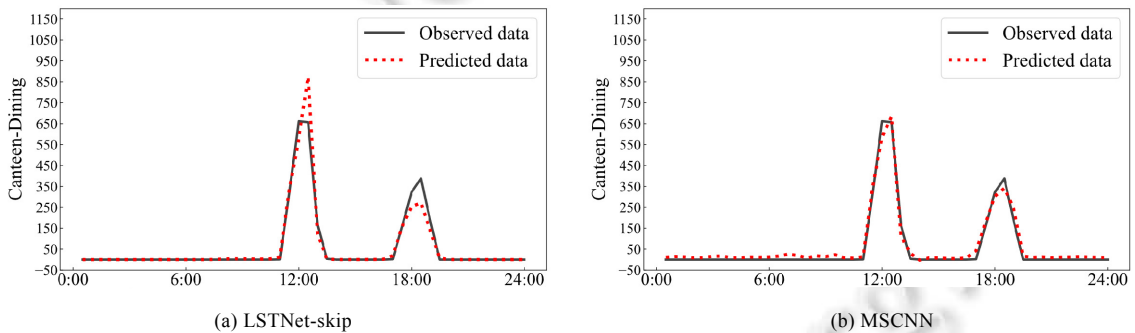 1150
1050
950
850
750
650
550
450
350
250
150
50
−50
Canteen-Dining
Observed data
Predicted data
0:00 6:00 12:00 18:00 24:00
(a) LSTNet-skip
1150
1050
950
850
750
650
550
450
350
250
150
50
−50
Canteen-Dining
Observed data
Predicted data
0:00 6:00 12:00 18:00 24:00
(b) MSCNN